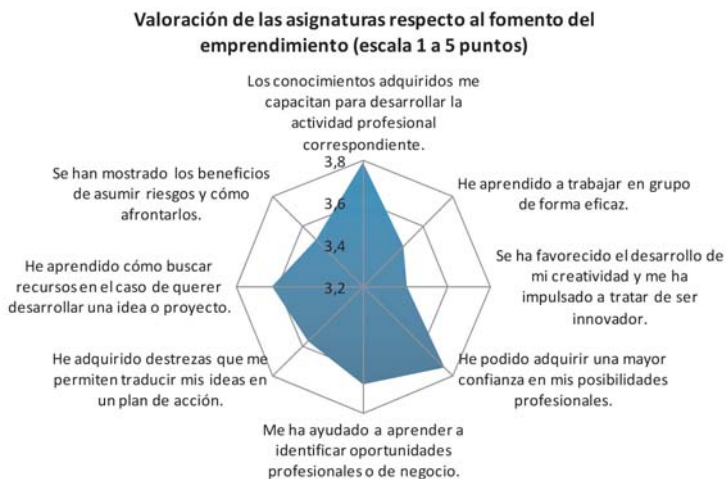 Valoración de las asignaturas respecto al fomento del
emprendimiento (escala 1 a 5 puntos)
Los conocimientos adquiridos me
capacitan para desarrollar la
actividad profesional
correspondiente.
3,8
3,6
3,4
3,2
He aprendido a trabajar en grupo
de forma eficaz.
Se ha favorecido el desarrollo de
mi creatividad y me ha
impulsado a tratar de ser
innovador.
He podido adquirir una mayor
confianza en mis posibilidades
profesionales.
Me ha ayudado a aprender a
identificar oportunidades
profesionales o de negocio.
He adquirido destrezas que me
permiten traducir mis ideas en
un plan de acción.
He aprendido cómo buscar
recursos en el caso de querer
desarrollar una idea o proyecto.
Se han mostrado los beneficios
de asumir riesgos y cómo
afrontarlos.